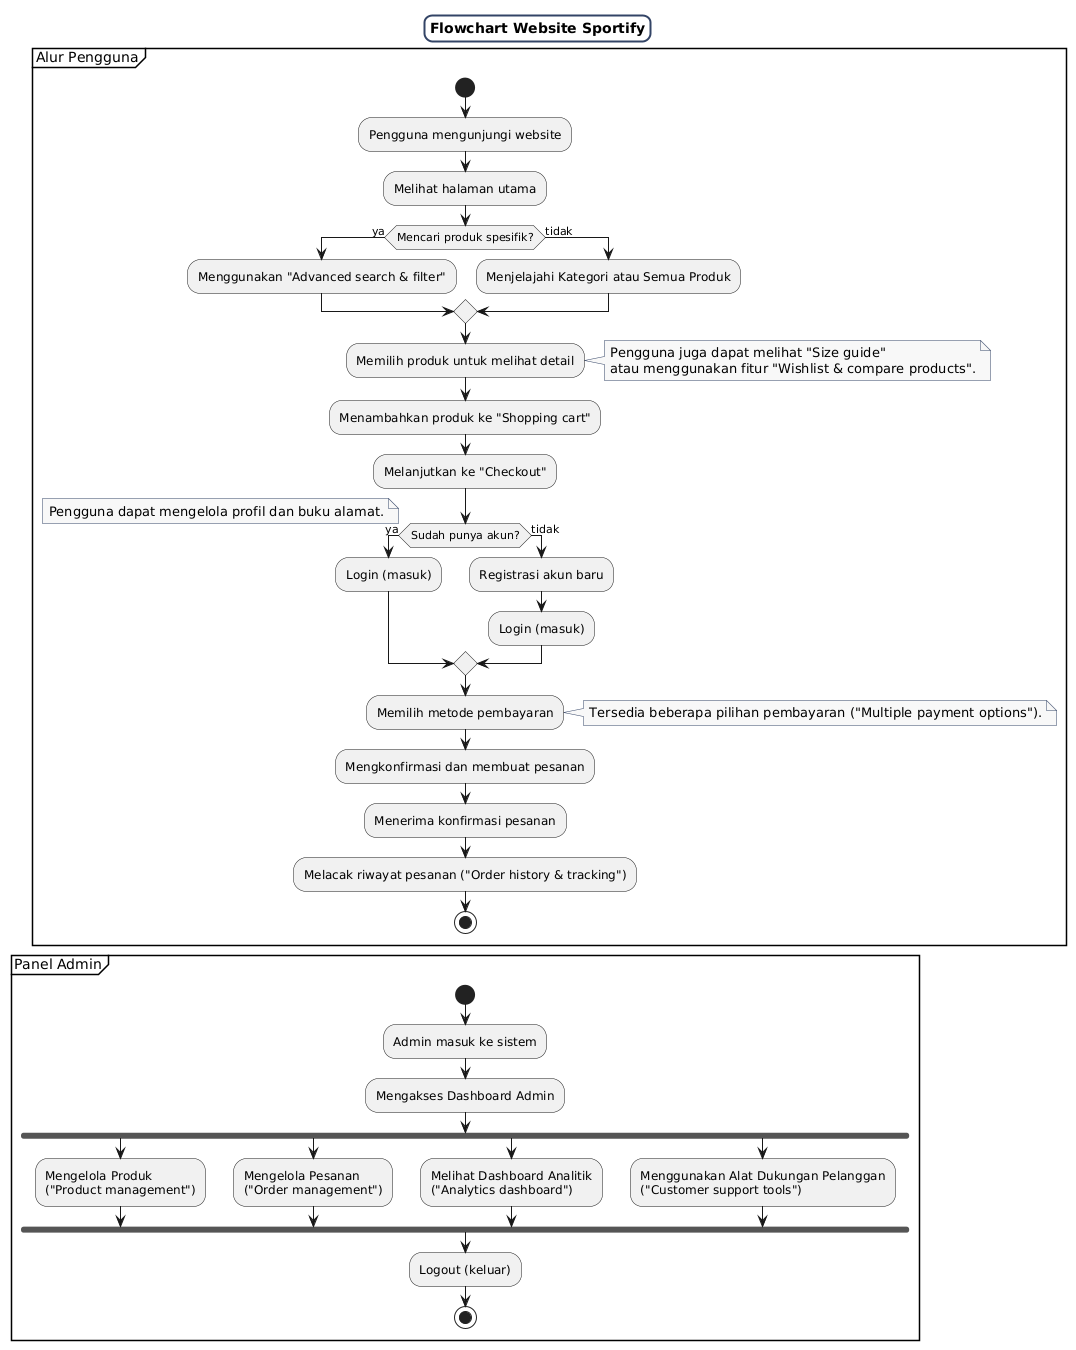 Flowchart Website Sportify
Alur Pengguna
Pengguna mengunjungi website
Melihat halaman utama
Mencari produk spesifik?
ya
tidak
Menggunakan "Advanced search & filter"
Menjelajahi Kategori atau Semua Produk
Memilih produk untuk melihat detail
Pengguna juga dapat melihat "Size guide"
atau menggunakan fitur "Wishlist & compare products".
Menambahkan produk ke "Shopping cart"
Melanjutkan ke "Checkout"
Pengguna dapat mengelola profil dan buku alamat.
Sudah punya akun?
ya
tidak
Login (masuk)
Registrasi akun baru
Login (masuk)
Memilih metode pembayaran
Tersedia beberapa pilihan pembayaran ("Multiple payment options").
Mengkonfirmasi dan membuat pesanan
Menerima konfirmasi pesanan
Melacak riwayat pesanan ("Order history & tracking")
Panel Admin
Admin masuk ke sistem
Mengakses Dashboard Admin
Mengelola Produk
("Product management")
Mengelola Pesanan
("Order management")
Melihat Dashboard Analitik
("Analytics dashboard")
Menggunakan Alat Dukungan Pelanggan
("Customer support tools")
Logout (keluar)